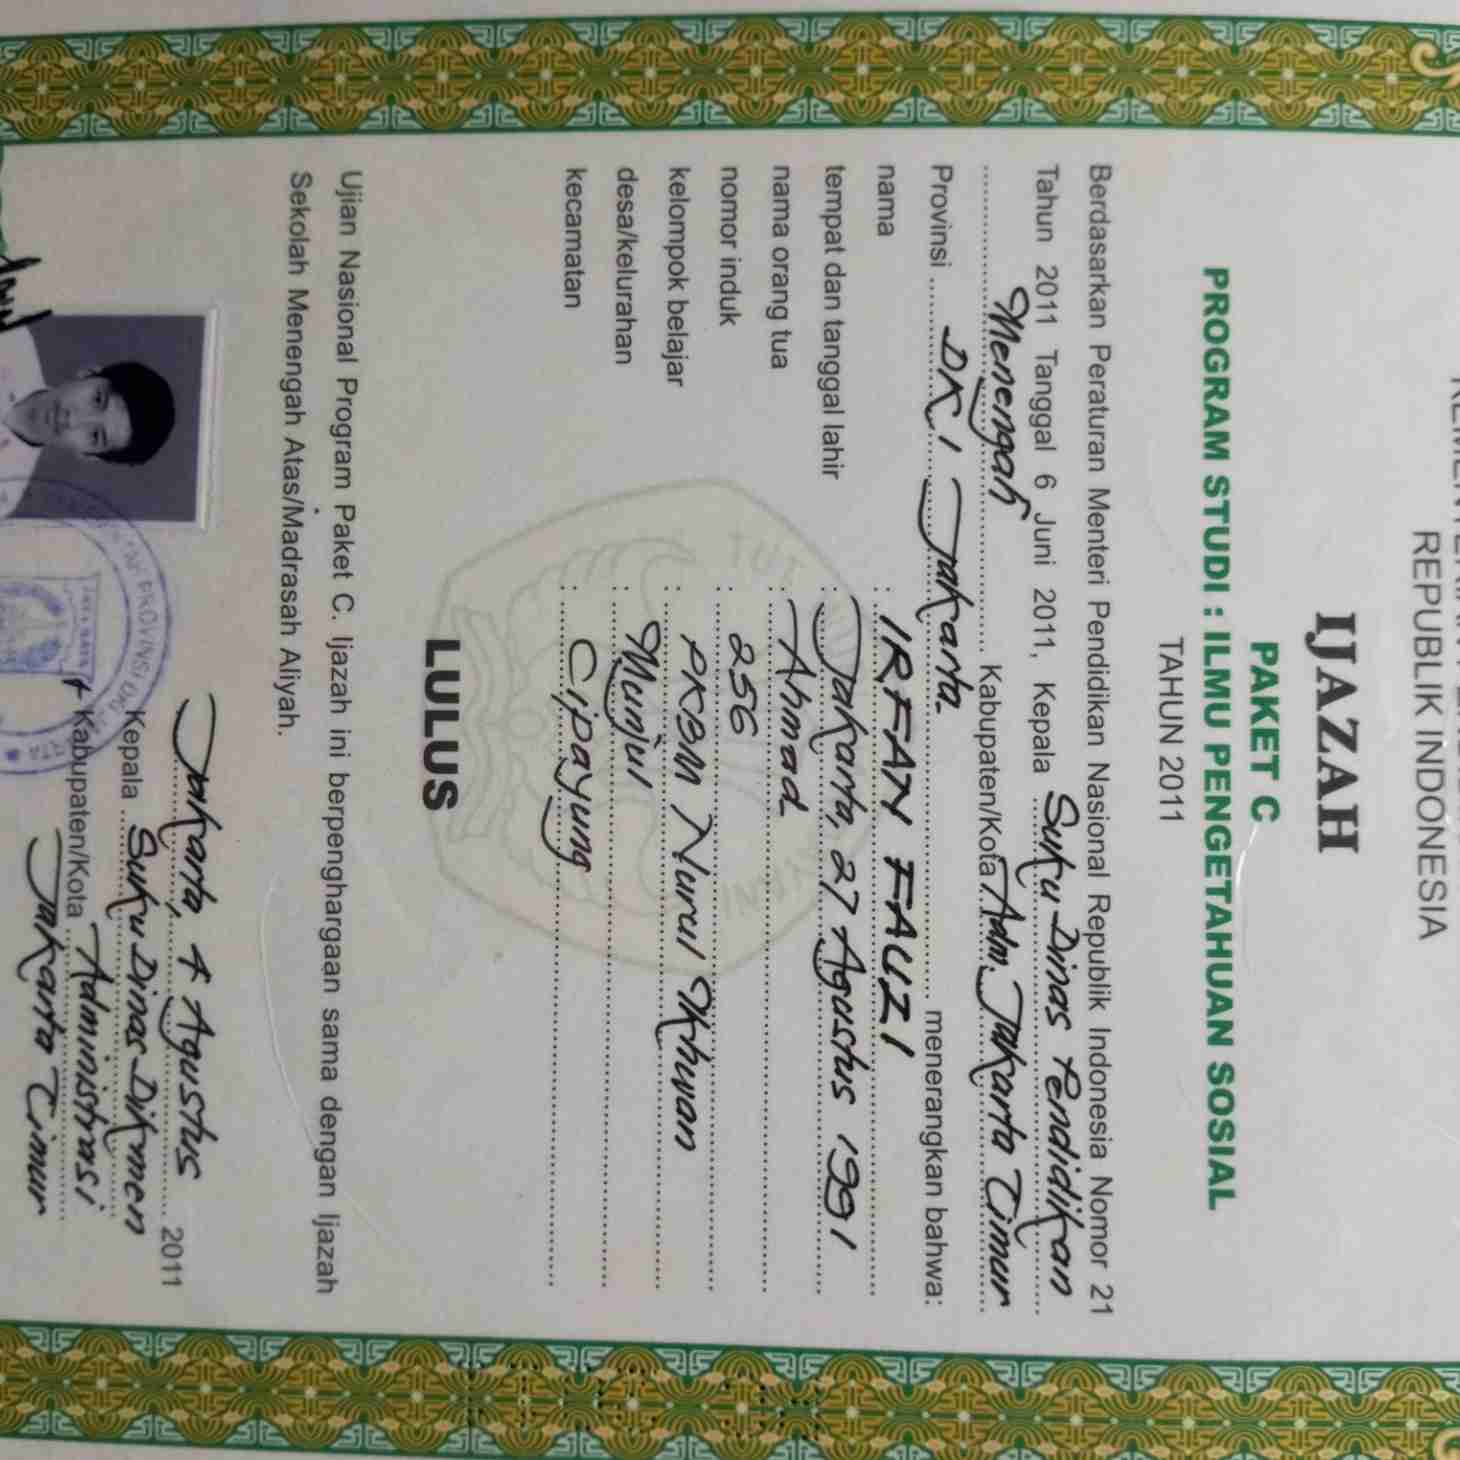 REPUBLIK INDONESIA
IJAZAH
PAKET C
PROGRAM STUDI : ILMU PENGETAHUAN SOSIAL
TAHUN 2011
Berdasarkan Peraturan Menteri Pendidikan Nasional Republik Indonesia Nomor 21
Tahun 2011 Tanggal 6 Juni 2011, Kepala Suku Dinas Pendidikan
Menengah Kabupaten/Kota Adm. Jakarta Timur
Provinsi DKI Jakarta menerangkan bahwa:
nama : IRFAN FAUZI
tempat dan tanggal lahir : Jakarta, 27 Agustus 1991
nama orang tua : Ahmad
nomor induk : 256
kelompok belajar : PKBM Nurul Ikhwan
desa/kelurahan : Munjul
kecamatan : Cipayung
LULUS
Ujian Nasional Program Paket C. Ijazah ini berpenghargaan sama dengan Ijazah
Sekolah Menengah Atas/Madrasah Aliyah.
Jakarta, 4 Agustus 2011
Kepala Suku Dinas Dikmen
Kabupaten/Kota Administrasi
Jakarta Timur